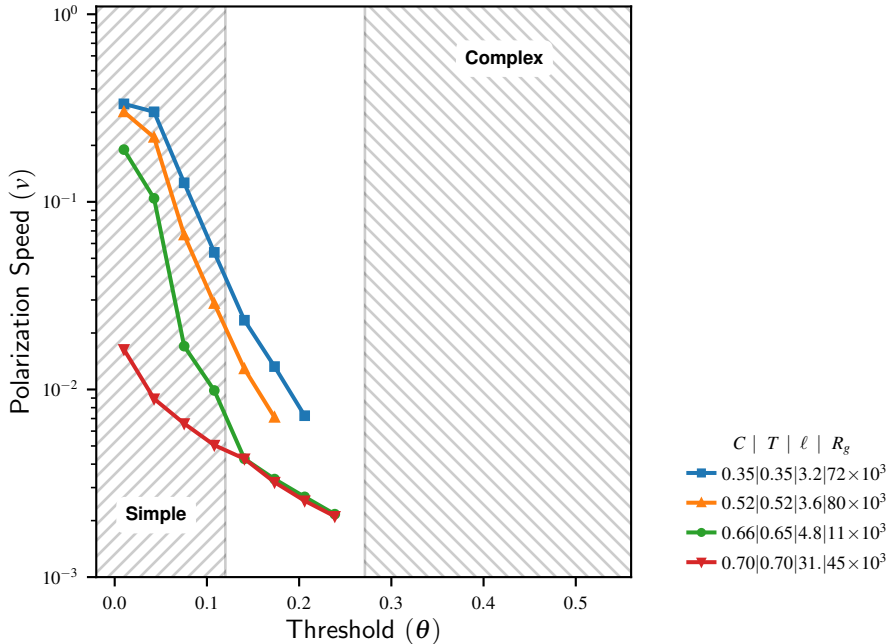 10⁰
Complex
10⁻¹
Polarization Speed (ν)
10⁻²
C | T | ℓ | R_g
0.35|0.35|3.2|72×10³
0.52|0.52|3.6|80×10³
0.66|0.65|4.8|11×10³
0.70|0.70|31.|45×10³
Simple
10⁻³
0.0 0.1 0.2 0.3 0.4 0.5
Threshold (θ)